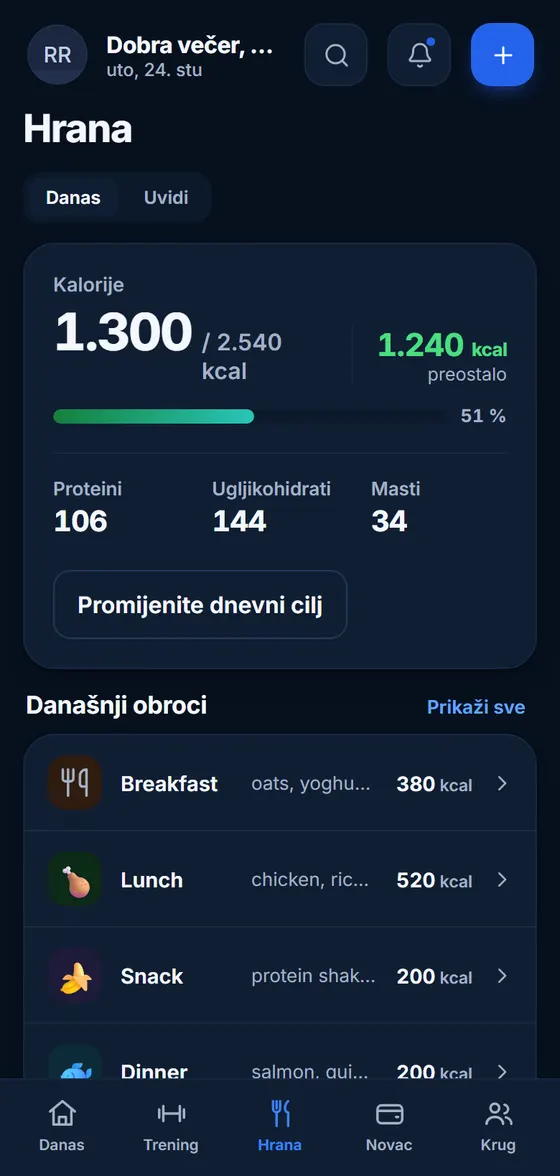 RR
Dobra večer, ...
uto, 24. stu
Hrana
Danas
Uvidi
Kalorije
1.300 / 2.540 kcal
1.240 kcal
preostalo
51 %
Proteini
106
Ugljikohidrati
144
Masti
34
Promijenite dnevni cilj
Današnji obroci
Prikaži sve
Breakfast
oats, yoghu...
380 kcal
Lunch
chicken, ric...
520 kcal
Snack
protein shak...
200 kcal
Dinner
salmon, qui...
200 kcal
Danas
Trening
Hrana
Novac
Krug